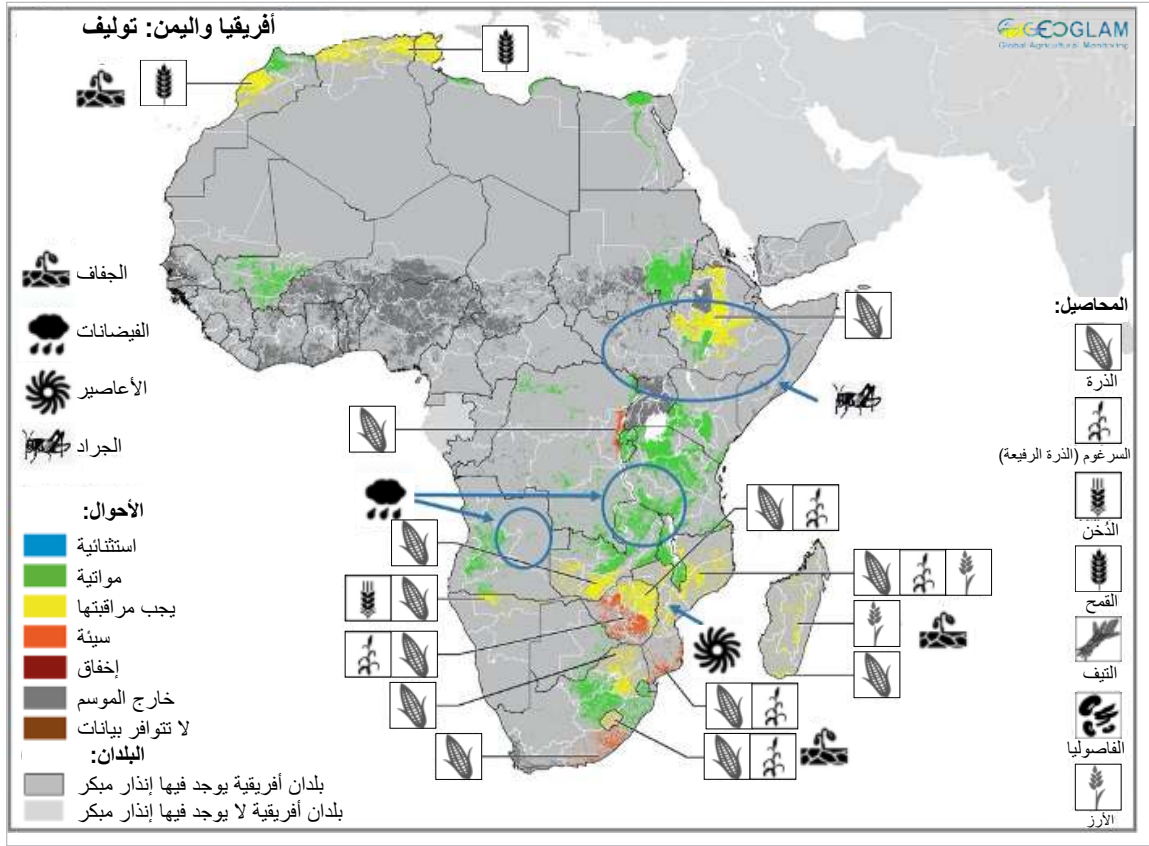 أفريقيا واليمن: توليف
GEOGLAM
Global Agricultural Monitoring
الجفاف
الفيضانات
الأعاصير
الجراد
الأحوال:
استثنائية
مواتية
يجب مراقبتها
سيئة
إخفاق
خارج الموسم
لا تتوافر بيانات
البلدان:
بلدان أفريقية يوجد فيها إنذار مبكر
بلدان أفريقية لا يوجد فيها إنذار مبكر
المحاصيل:
الذرة
السرغوم (الذرة الرفيعة)
الدُخن
القمح
التيف
الفاصوليا
الأرز